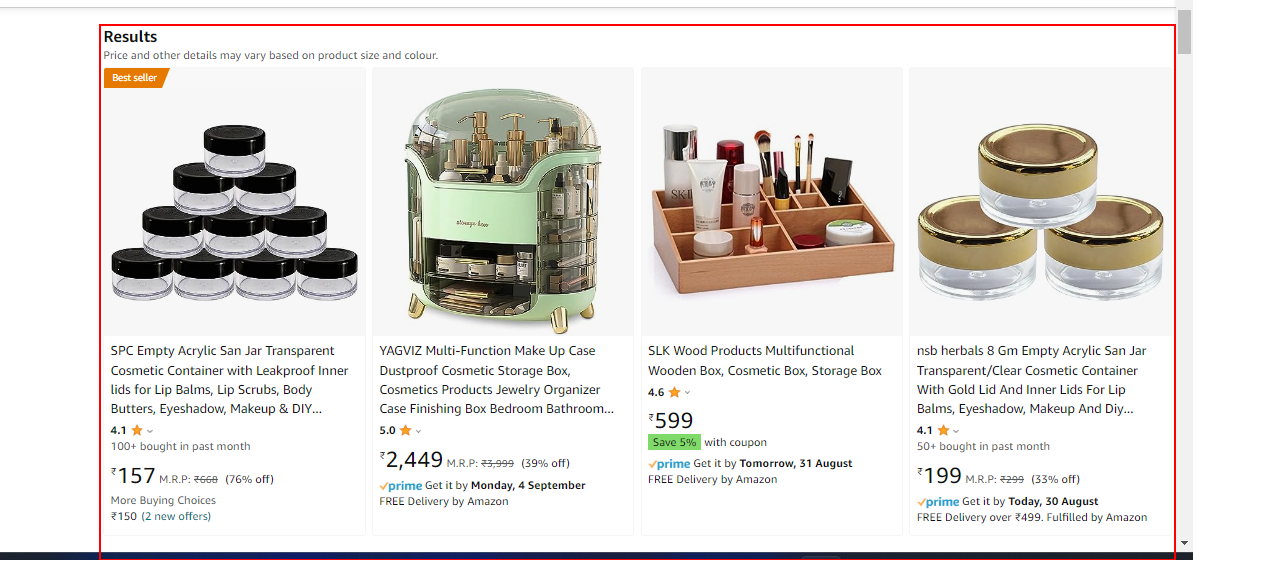 Results
Price and other details may vary based on product size and colour.
Best seller
SPC Empty Acrylic San Jar Transparent
Cosmetic Container with Leakproof Inner
lids for Lip Balms, Lip Scrubs, Body
Butters, Eyeshadow, Makeup & DIY...
4.1
100+ bought in past month
₹157 M.R.P: ₹668 (76% off)
More Buying Choices
₹150 (2 new offers)
storage box
YAGVIZ Multi-Function Make Up Case
Dustproof Cosmetic Storage Box,
Cosmetics Products Jewelry Organizer
Case Finishing Box Bedroom Bathroom...
5.0
₹2,449 M.R.P: ₹3,999 (39% off)
prime Get it by Monday, 4 September
FREE Delivery by Amazon
SK-II
SLK Wood Products Multifunctional
Wooden Box, Cosmetic Box, Storage Box
4.6
₹599
Save 5% with coupon
prime Get it by Tomorrow, 31 August
FREE Delivery by Amazon
nsb herbals 8 Gm Empty Acrylic San Jar
Transparent/Clear Cosmetic Container
With Gold Lid And Inner Lids For Lip
Balms, Eyeshadow, Makeup And Diy...
4.1
50+ bought in past month
₹199 M.R.P: ₹299 (33% off)
prime Get it by Today, 30 August
FREE Delivery over ₹499. Fulfilled by Amazon